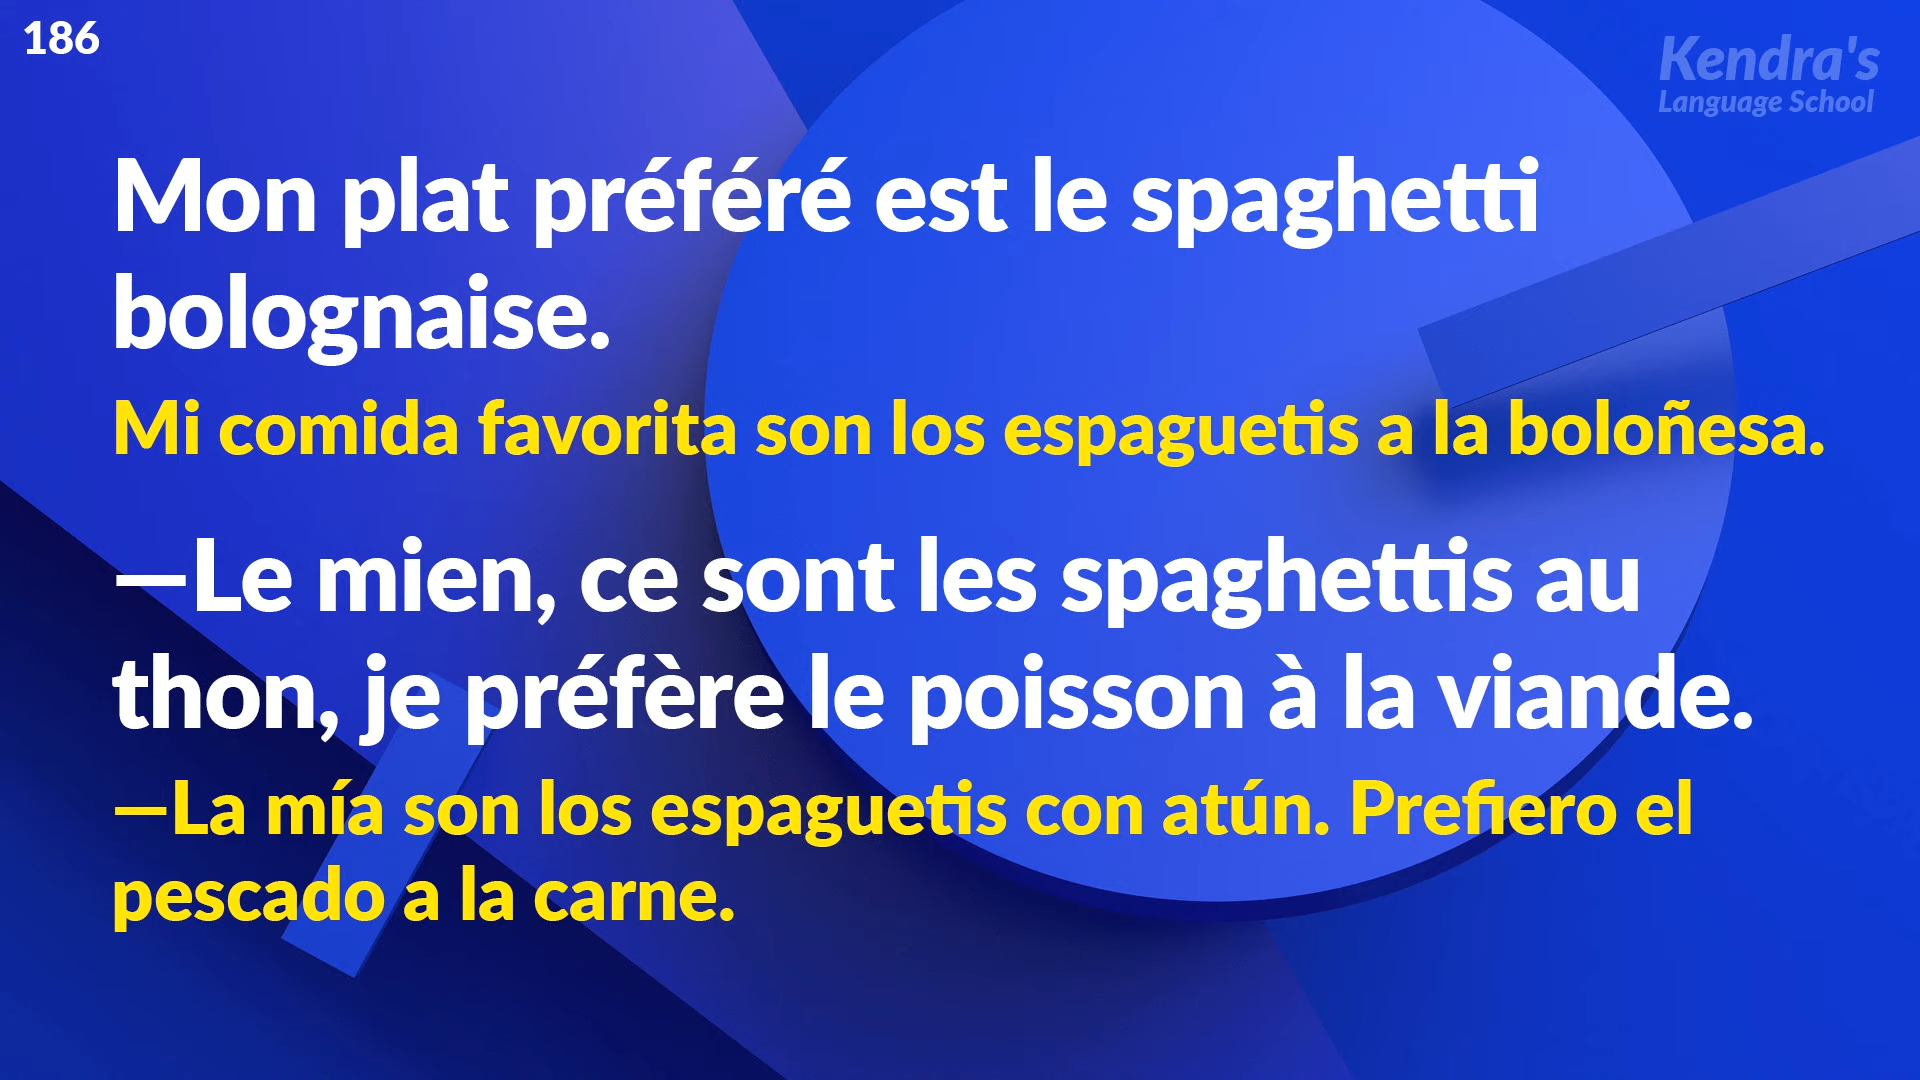 186
Kendra's
Language School
Mon plat préféré est le spaghetti
bolognaise.
Mi comida favorita son los espaguetis a la boloñesa.
—Le mien, ce sont les spaghettis au
thon, je préfère le poisson à la viande.
—La mía son los espaguetis con atún. Prefiero el
pescado a la carne.